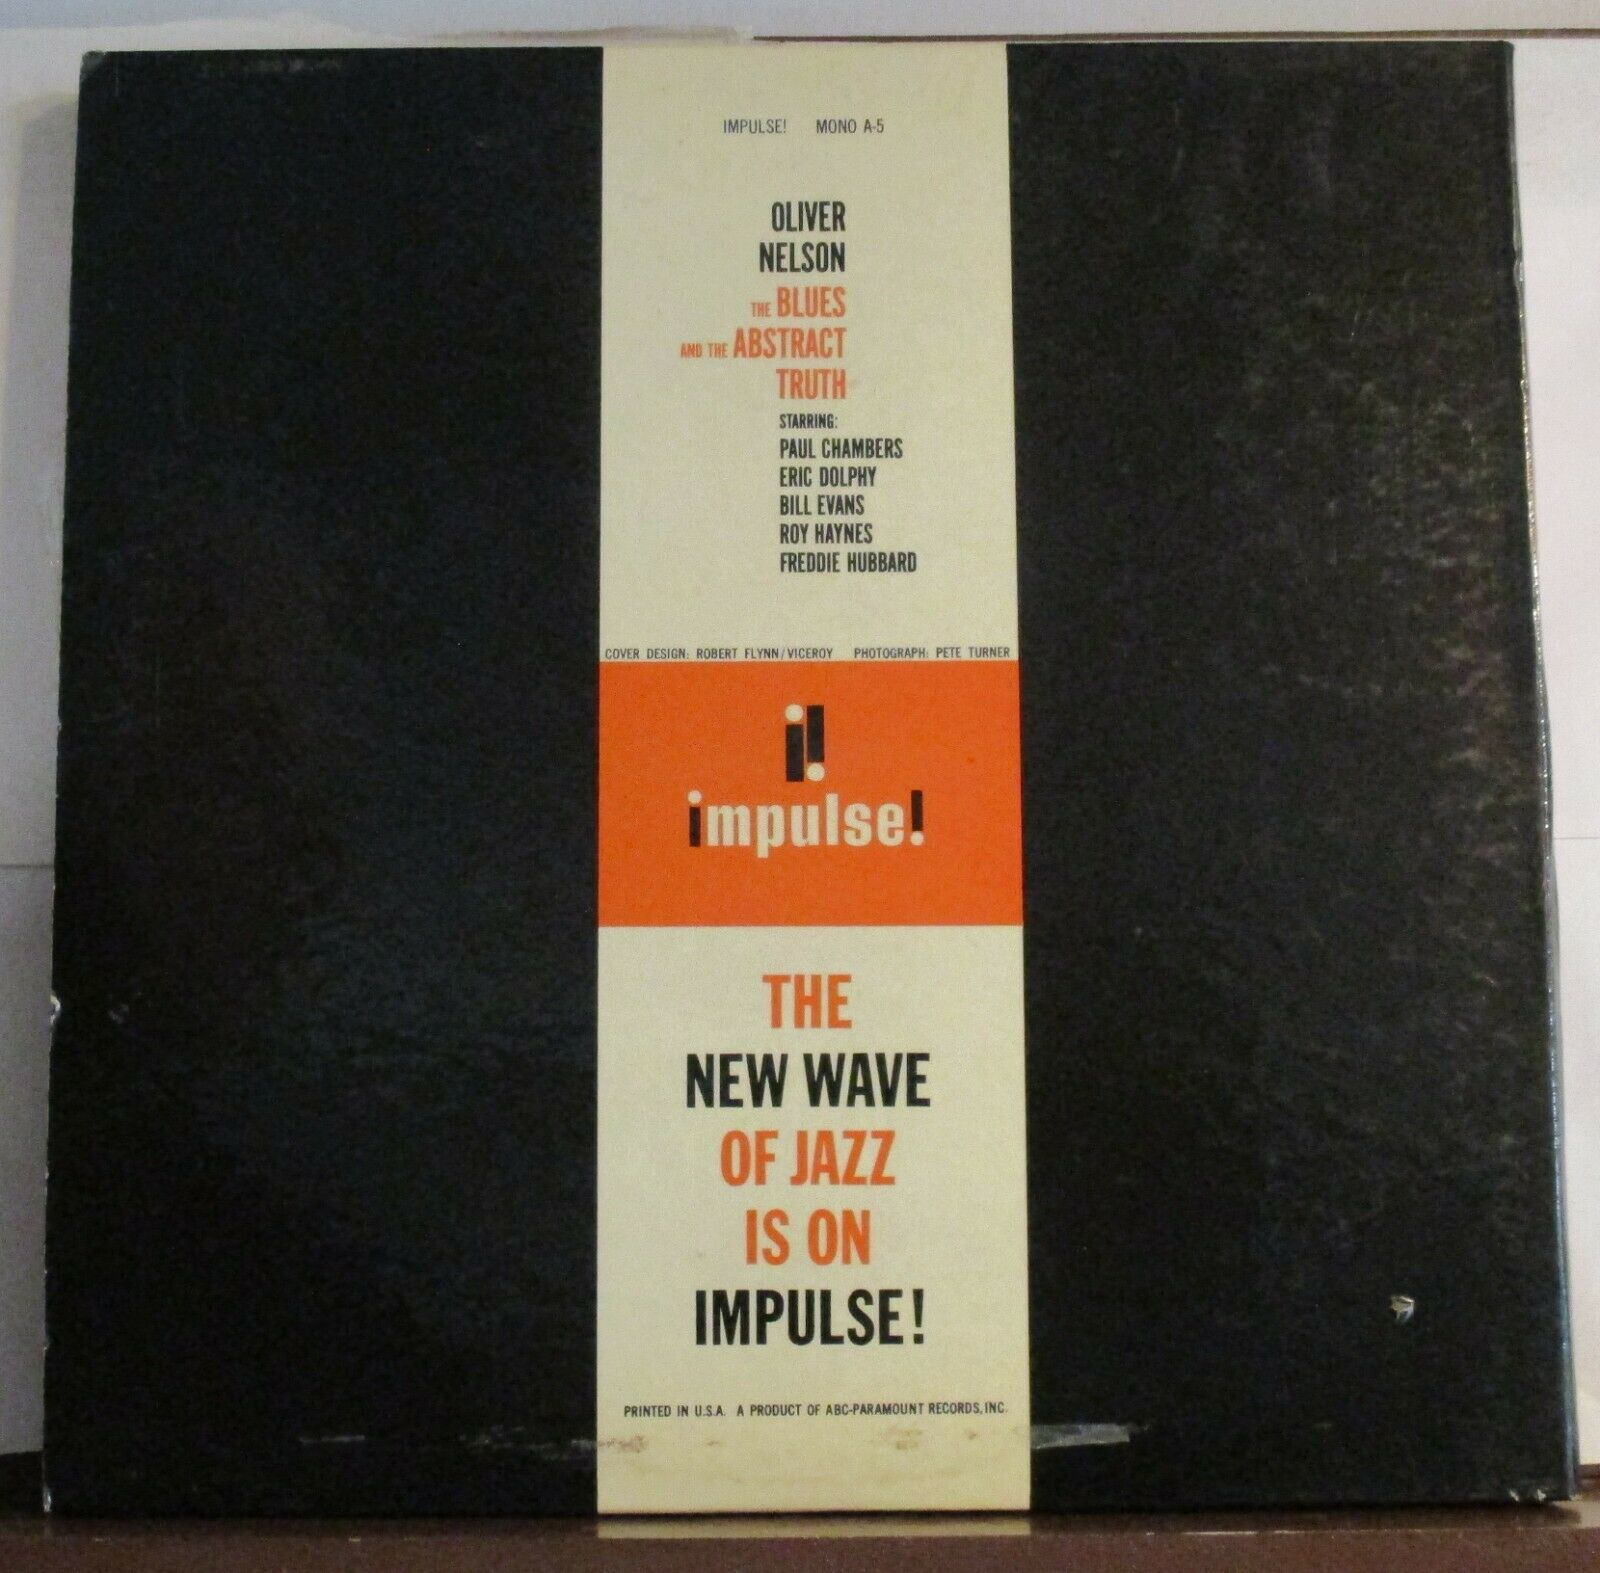 IMPULSE! MONO A-5
OLIVER
NELSON
THE BLUES
AND THE ABSTRACT
TRUTH
STARRING:
PAUL CHAMBERS
ERIC DOLPHY
BILL EVANS
ROY HAYNES
FREDDIE HUBBARD
COVER DESIGN: ROBERT FLYNN/VICEROY PHOTOGRAPH: PETE TURNER
i!
impulse!
THE
NEW WAVE
OF JAZZ
IS ON
IMPULSE!
PRINTED IN U.S.A. A PRODUCT OF ABC-PARAMOUNT RECORDS, INC.